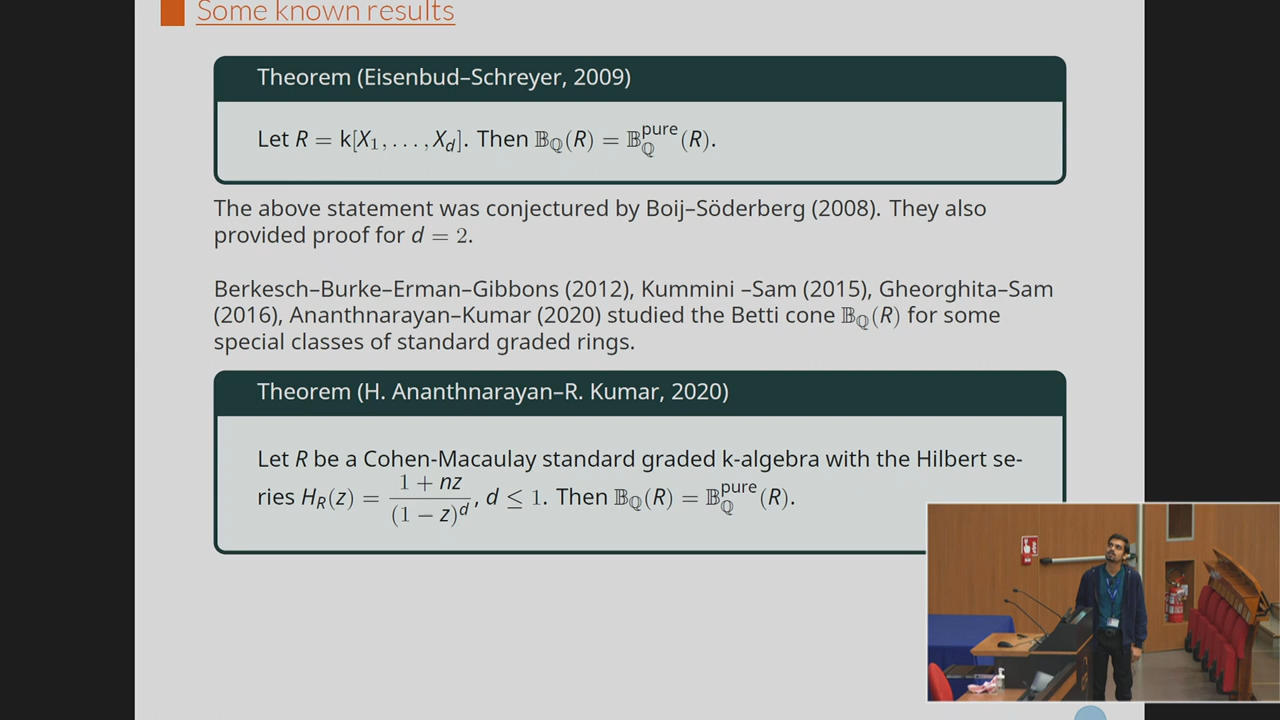 Some known results
Theorem (Eisenbud–Schreyer, 2009)
Let R = k[X₁, . . . , X_d]. Then 𝔹_ℚ(R) = 𝔹_ℚ^pure(R).
The above statement was conjectured by Boij–Söderberg (2008). They also
provided proof for d = 2.
Berkesch–Burke–Erman–Gibbons (2012), Kummini –Sam (2015), Gheorghita–Sam
(2016), Ananthnarayan–Kumar (2020) studied the Betti cone 𝔹_ℚ(R) for some
special classes of standard graded rings.
Theorem (H. Ananthnarayan–R. Kumar, 2020)
Let R be a Cohen-Macaulay standard graded k-algebra with the Hilbert se-
ries H_R(z) = (1 + nz)/(1 − z)^d, d ≤ 1. Then 𝔹_ℚ(R) = 𝔹_ℚ^pure(R).